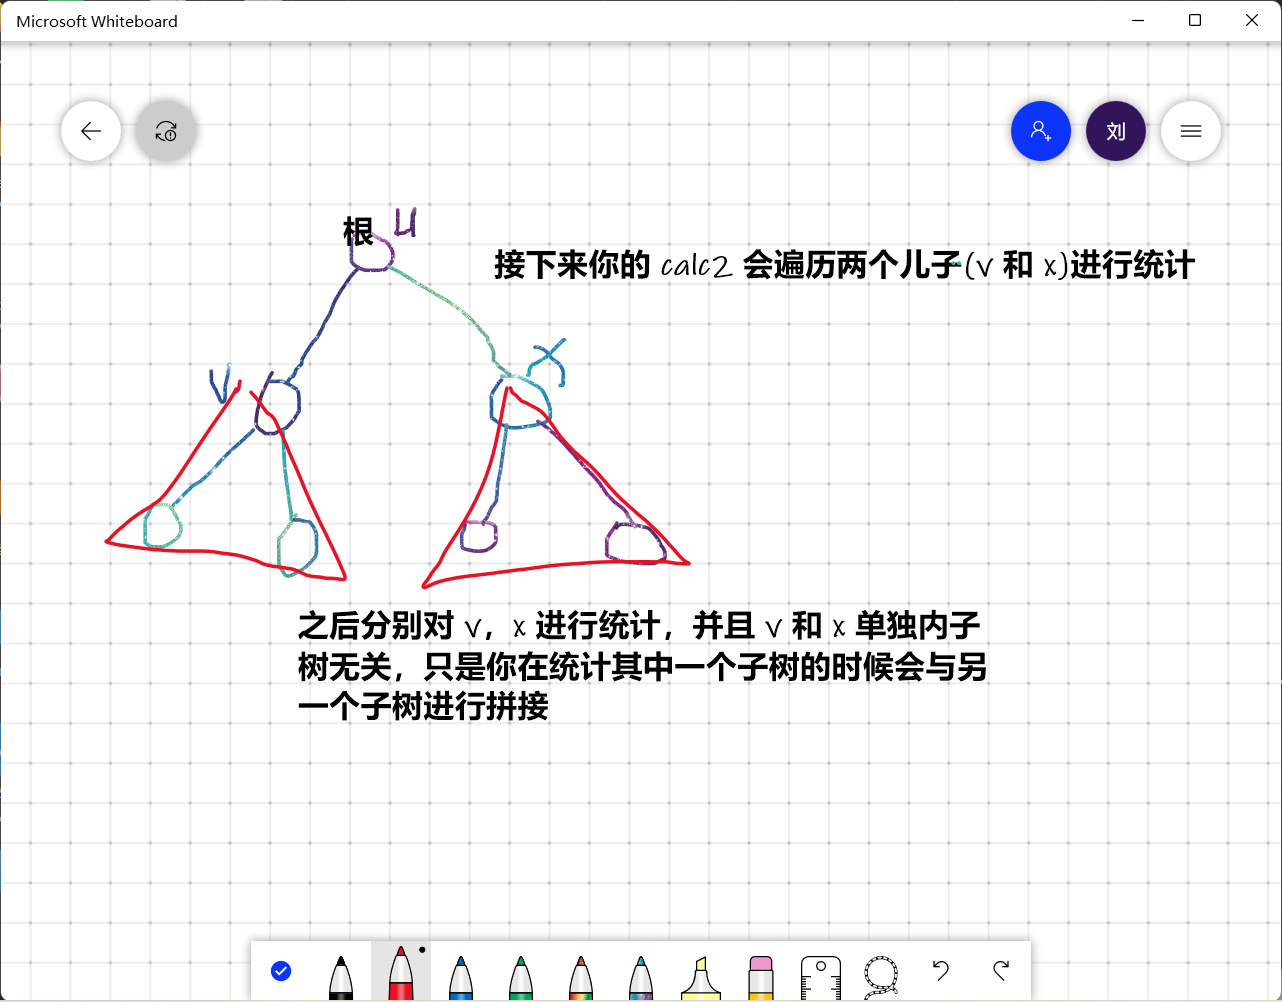 Microsoft Whiteboard
刘
根 u
接下来你的 calc2 会遍历两个儿子(v 和 x)进行统计
v
x
之后分别对 v，x 进行统计，并且 v 和 x 单独内子
树无关，只是你在统计其中一个子树的时候会与另
一个子树进行拼接